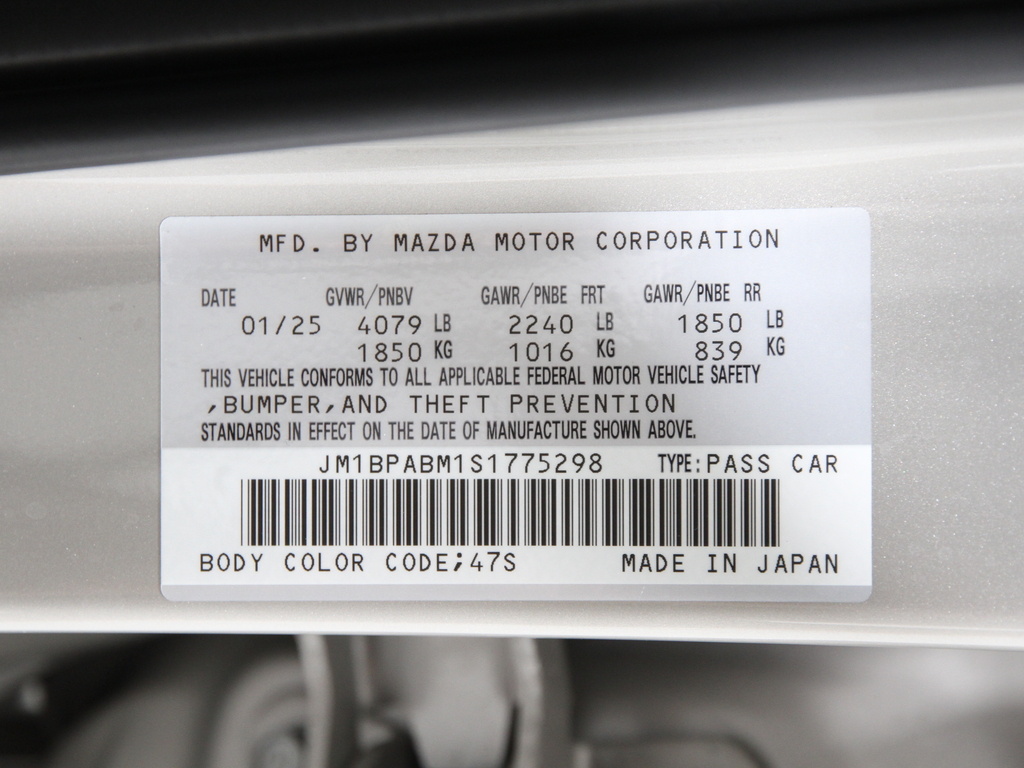 MFD. BY MAZDA MOTOR CORPORATION
DATE GVWR/PNBV GAWR/PNBE FRT GAWR/PNBE RR
01/25 4079 LB 2240 LB 1850 LB
1850 KG 1016 KG 839 KG
THIS VEHICLE CONFORMS TO ALL APPLICABLE FEDERAL MOTOR VEHICLE SAFETY
,BUMPER,AND THEFT PREVENTION
STANDARDS IN EFFECT ON THE DATE OF MANUFACTURE SHOWN ABOVE.
JM1BPABM1S1775298 TYPE:PASS CAR
BODY COLOR CODE;47S MADE IN JAPAN